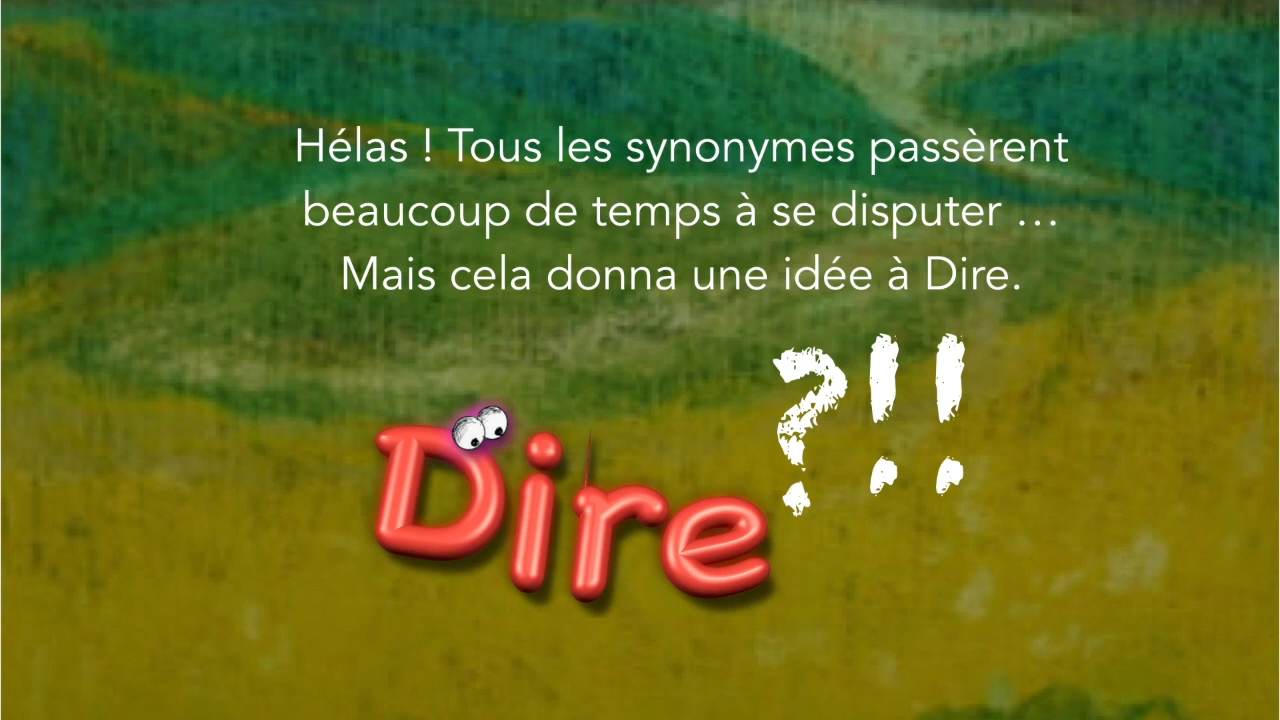 Hélas ! Tous les synonymes passèrent
beaucoup de temps à se disputer …
Mais cela donna une idée à Dire.
?!!
Dire